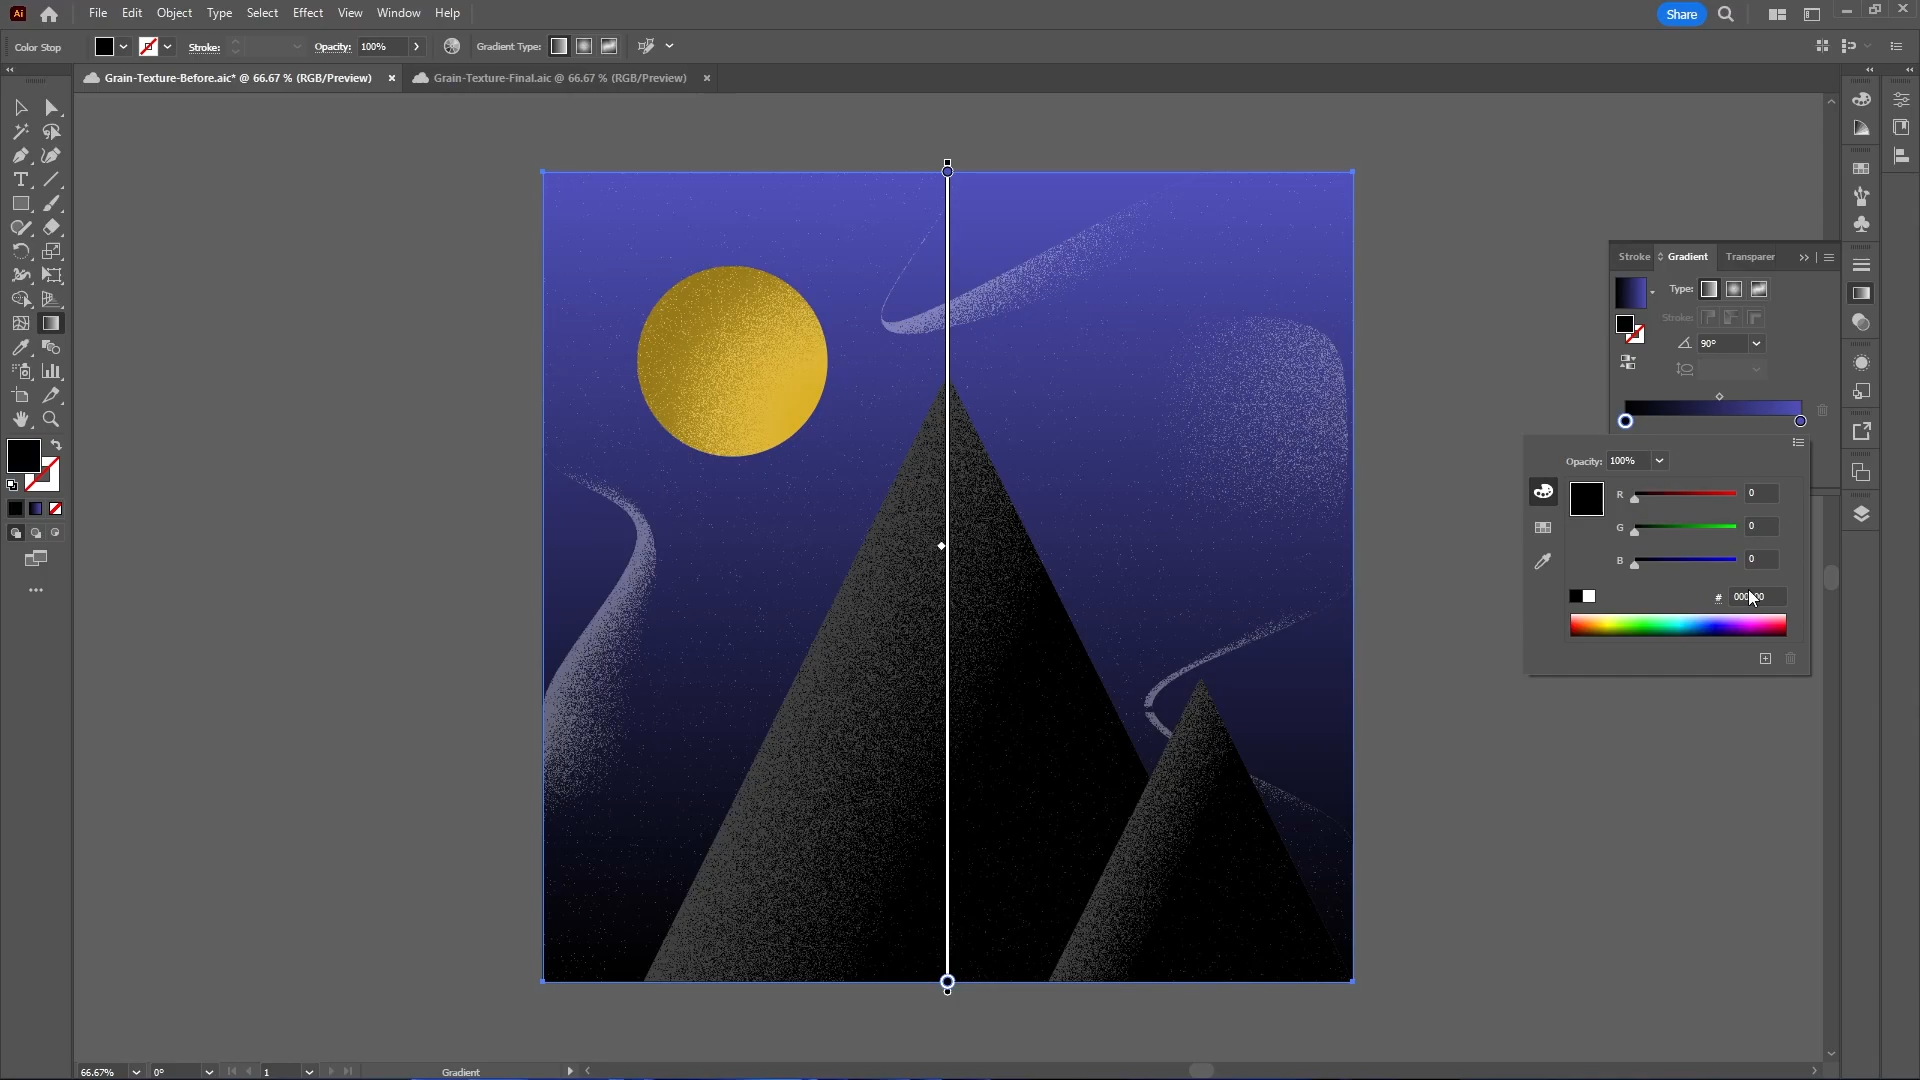 Ai File Edit Object Type Select Effect View Window Help Share
Color Stop Stroke: Opacity: 100% Gradient Type:
Grain-Texture-Before.aic* @ 66.67 % (RGB/Preview) × Grain-Texture-Final.aic @ 66.67 % (RGB/Preview) ×
Stroke Gradient Transparer
Type:
Stroke:
90°
Opacity: 100%
R 0
G 0
B 0
#
66.67% 0° 1 Gradient